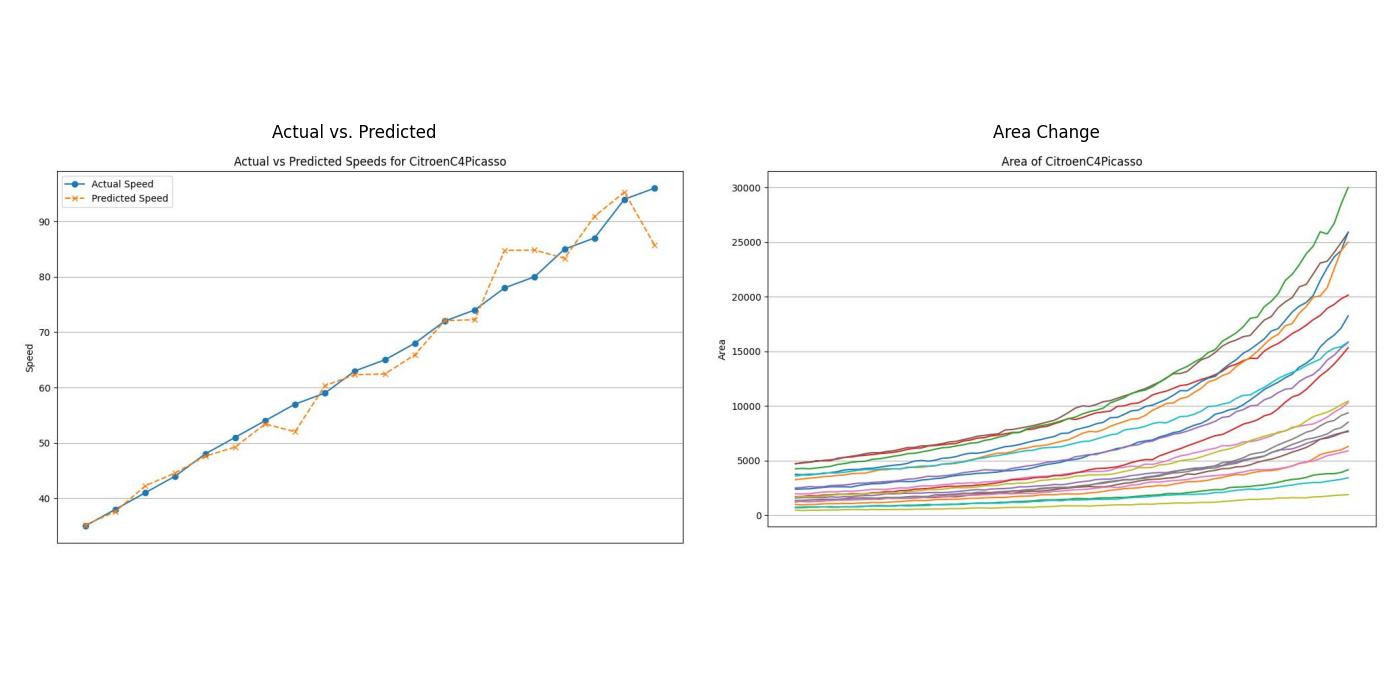 Actual vs. Predicted
Actual vs Predicted Speeds for CitroenC4Picasso
Actual Speed
Predicted Speed
90
80
70
60
50
40
Speed
Area Change
Area of CitroenC4Picasso
30000
25000
20000
15000
10000
5000
0
Area